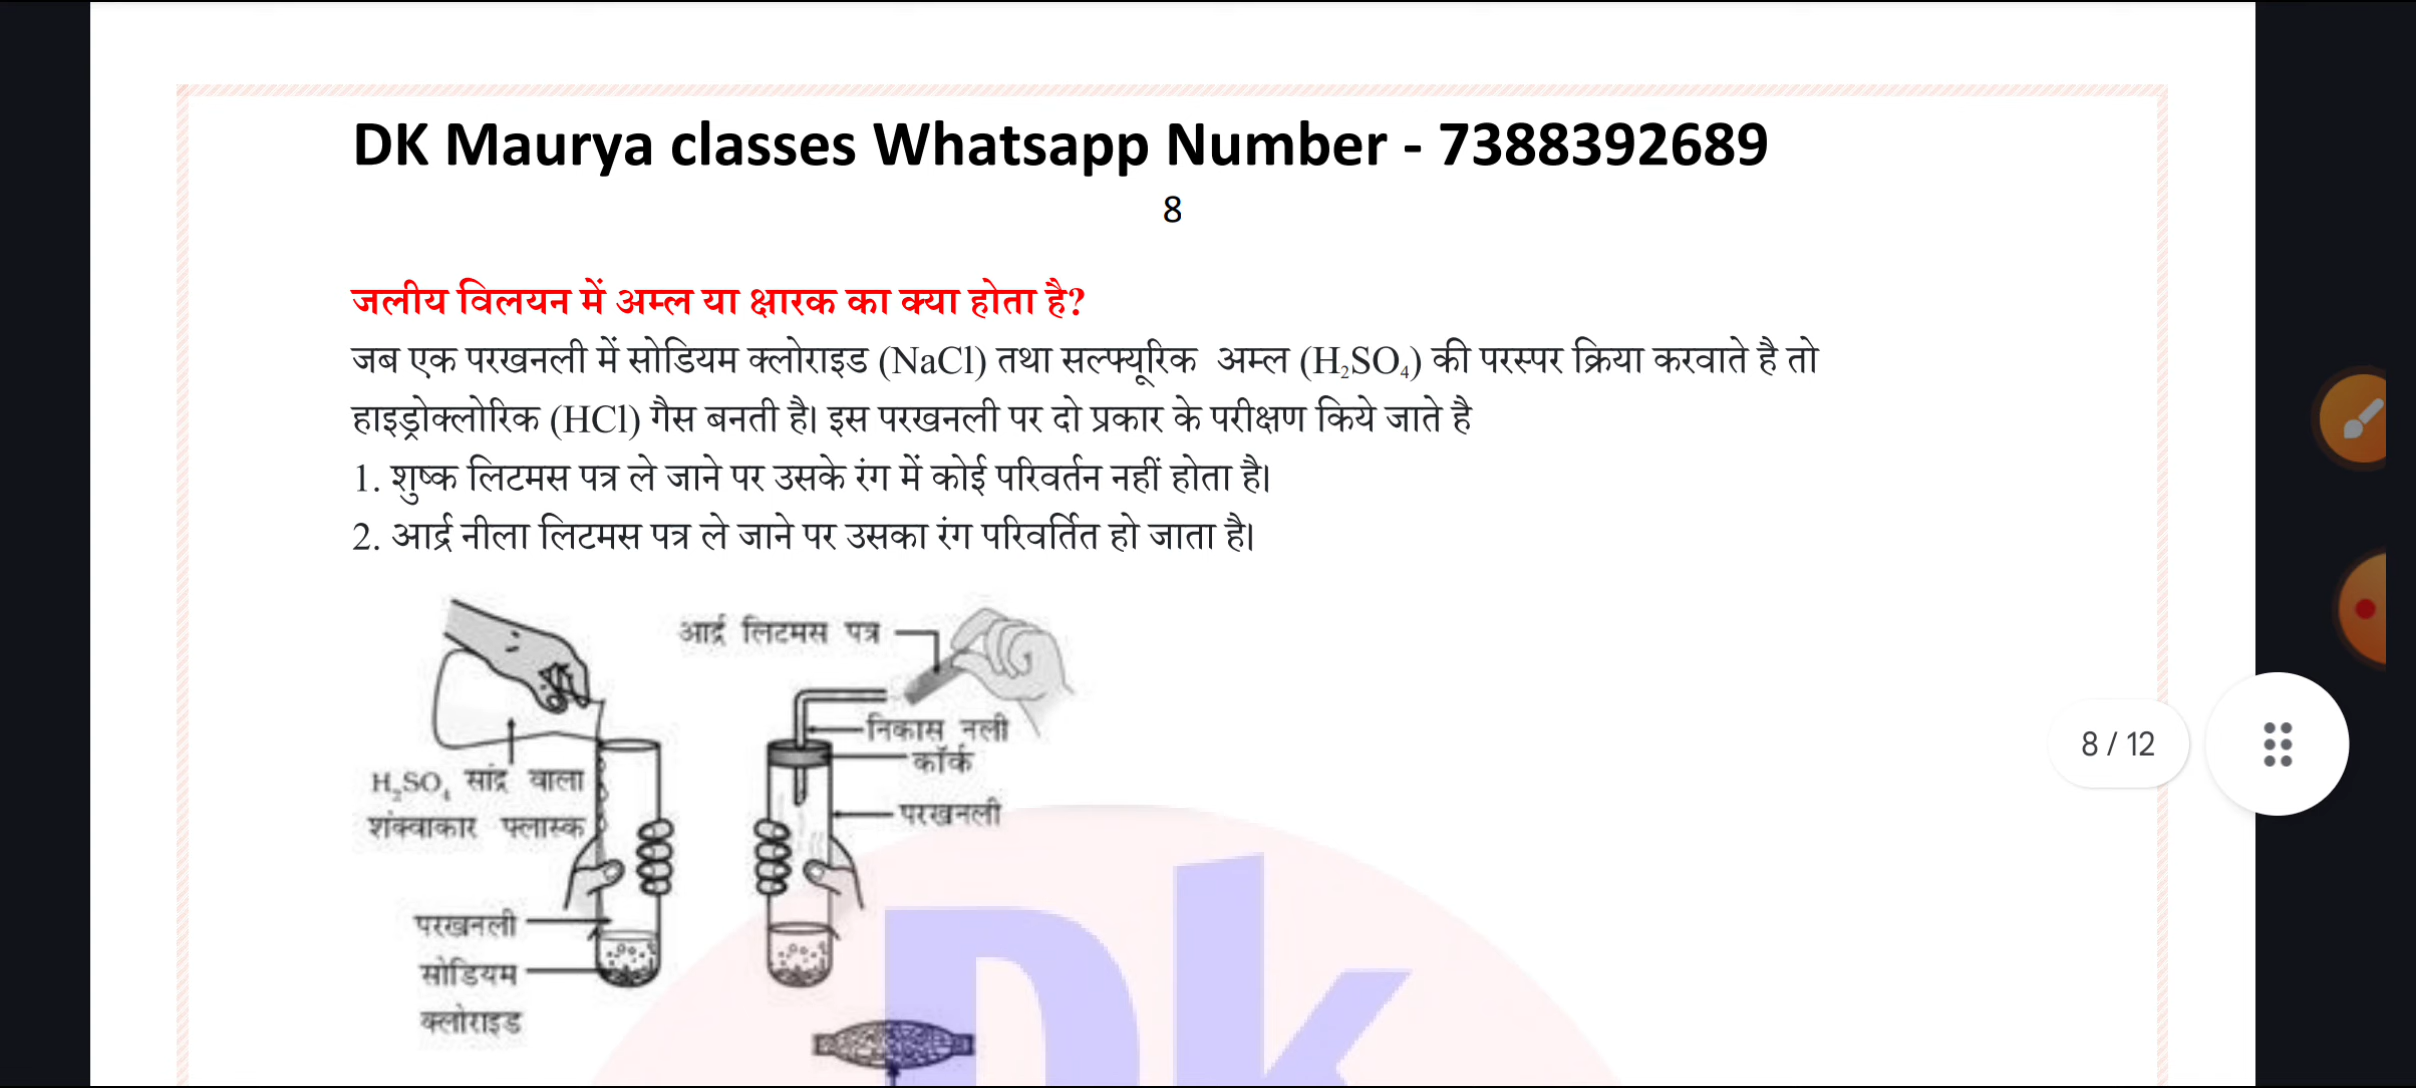 DK Maurya classes Whatsapp Number - 7388392689
8
जलीय विलयन में अम्ल या क्षारक का क्या होता है?
जब एक परखनली में सोडियम क्लोराइड (NaCl) तथा सल्फ्यूरिक अम्ल (H₂SO₄) की परस्पर क्रिया करवाते है तो
हाइड्रोक्लोरिक (HCl) गैस बनती है। इस परखनली पर दो प्रकार के परीक्षण किये जाते है
1. शुष्क लिटमस पत्र ले जाने पर उसके रंग में कोई परिवर्तन नहीं होता है।
2. आर्द्र नीला लिटमस पत्र ले जाने पर उसका रंग परिवर्तित हो जाता है।
आर्द्र लिटमस पत्र
निकास नली
कॉर्क
H₂SO₄ सांद्र वाला
शंक्वाकार फ्लास्क
परखनली
परखनली
सोडियम
क्लोराइड
8 / 12
Dk